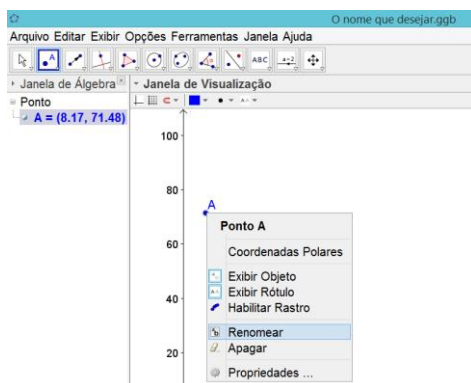 O nome que desejar.ggb
Arquivo Editar Exibir Opções Ferramentas Janela Ajuda
A ABC a=2
Janela de Álgebra Janela de Visualização
Ponto
A = (8.17, 71.48)
100
80
A
Ponto A
60
Coordenadas Polares
Exibir Objeto
40
Exibir Rótulo
Habilitar Rastro
Renomear
20
Apagar
Propriedades ...